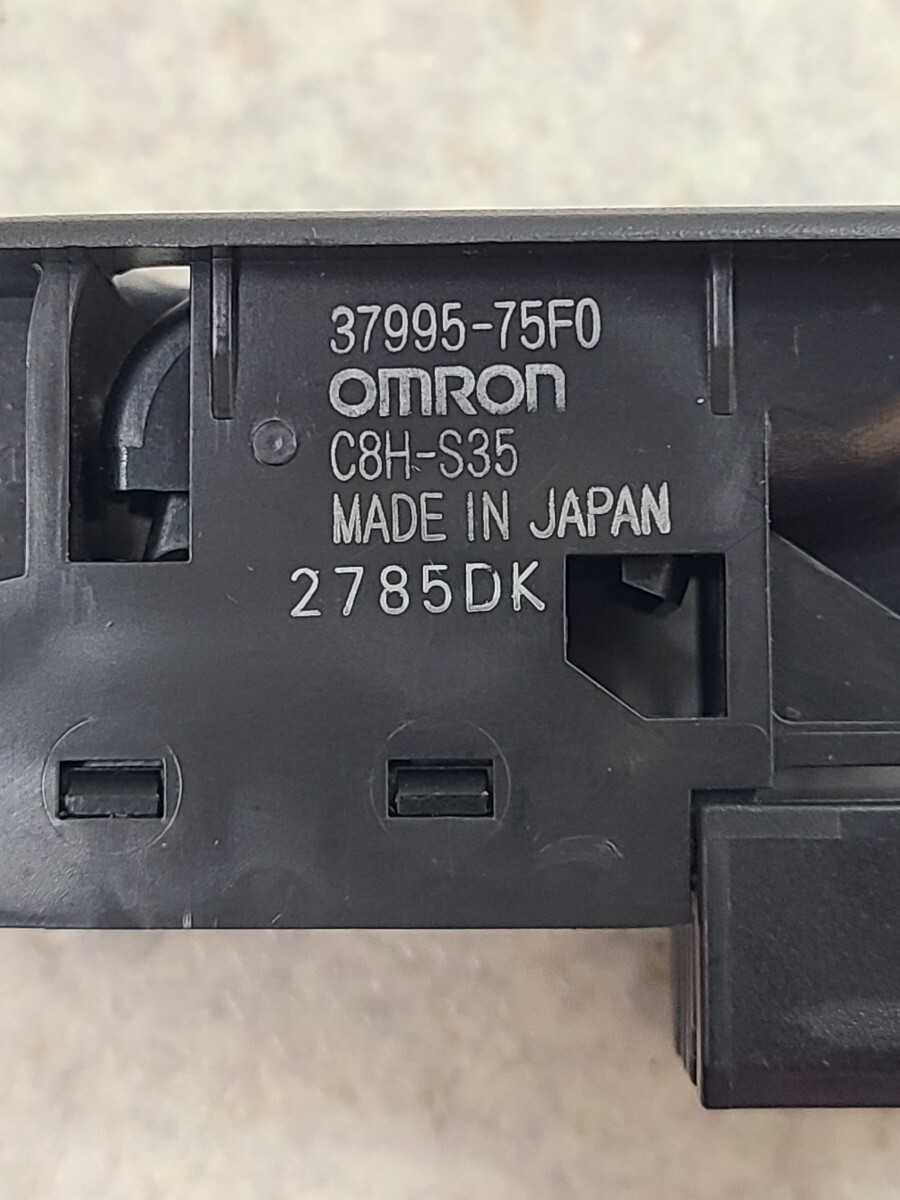 37995-75F0
OMRON
C8H-S35
MADE IN JAPAN
2785DK